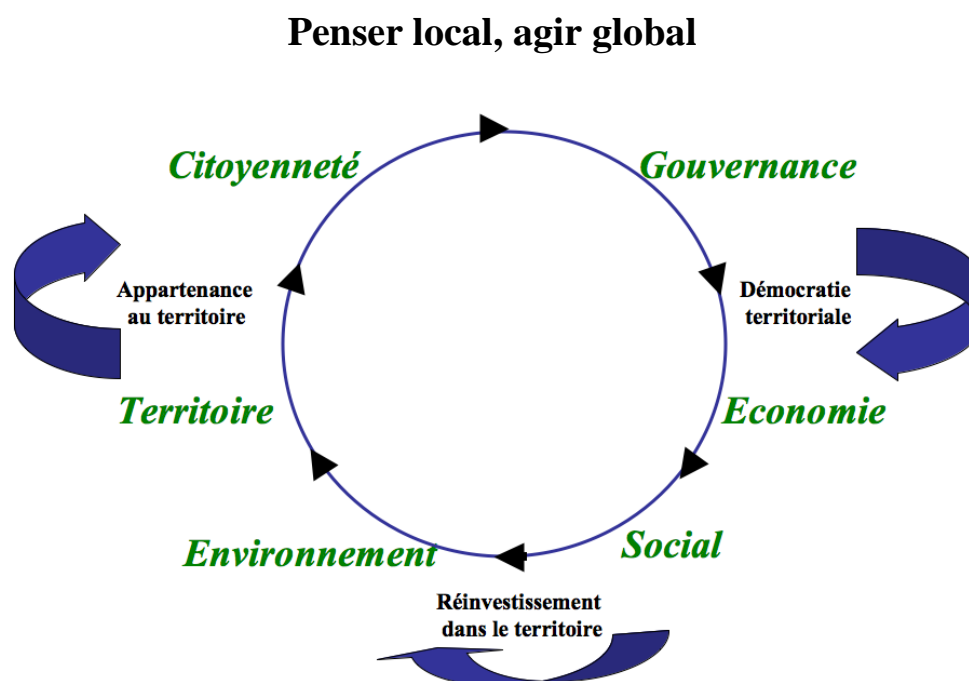 Penser local, agir global
Citoyenneté
Gouvernance
Appartenance
au territoire
Démocratie
territoriale
Territoire
Economie
Environnement
Social
Réinvestissement
dans le territoire